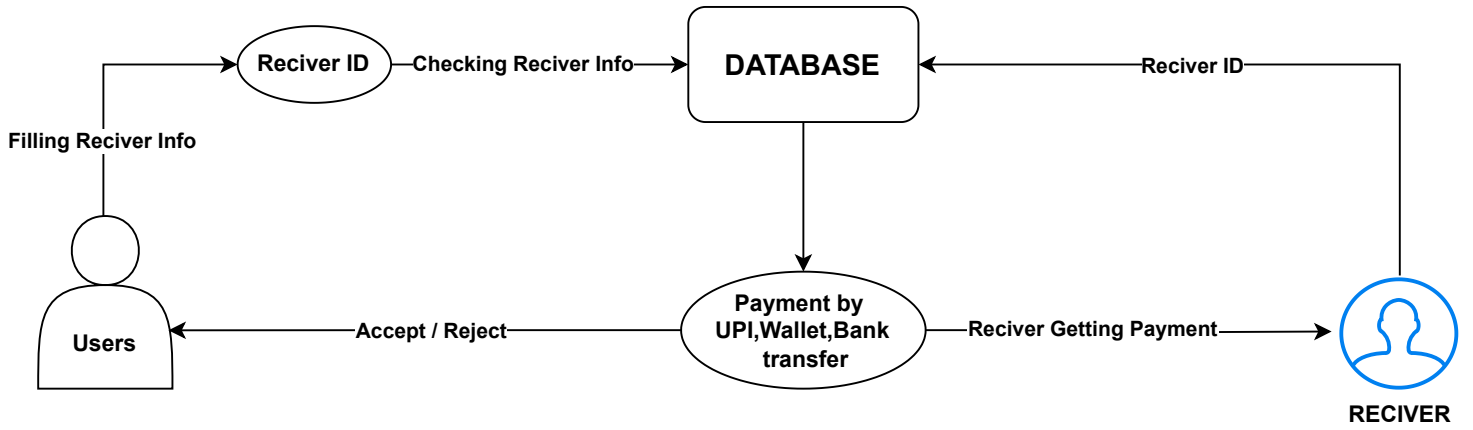 Reciver ID
Checking Reciver Info
DATABASE
Reciver ID
Filling Reciver Info
Users
Accept / Reject
Payment by
UPI,Wallet,Bank
transfer
Reciver Getting Payment
RECIVER